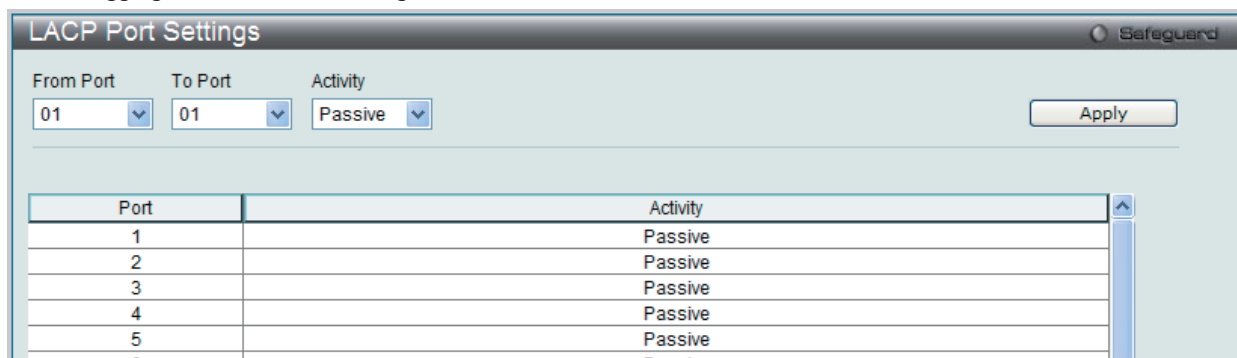 LACP Port Settings
Safeguard
From Port To Port Activity
01 01 Passive
Apply
Port Activity
1 Passive
2 Passive
3 Passive
4 Passive
5 Passive